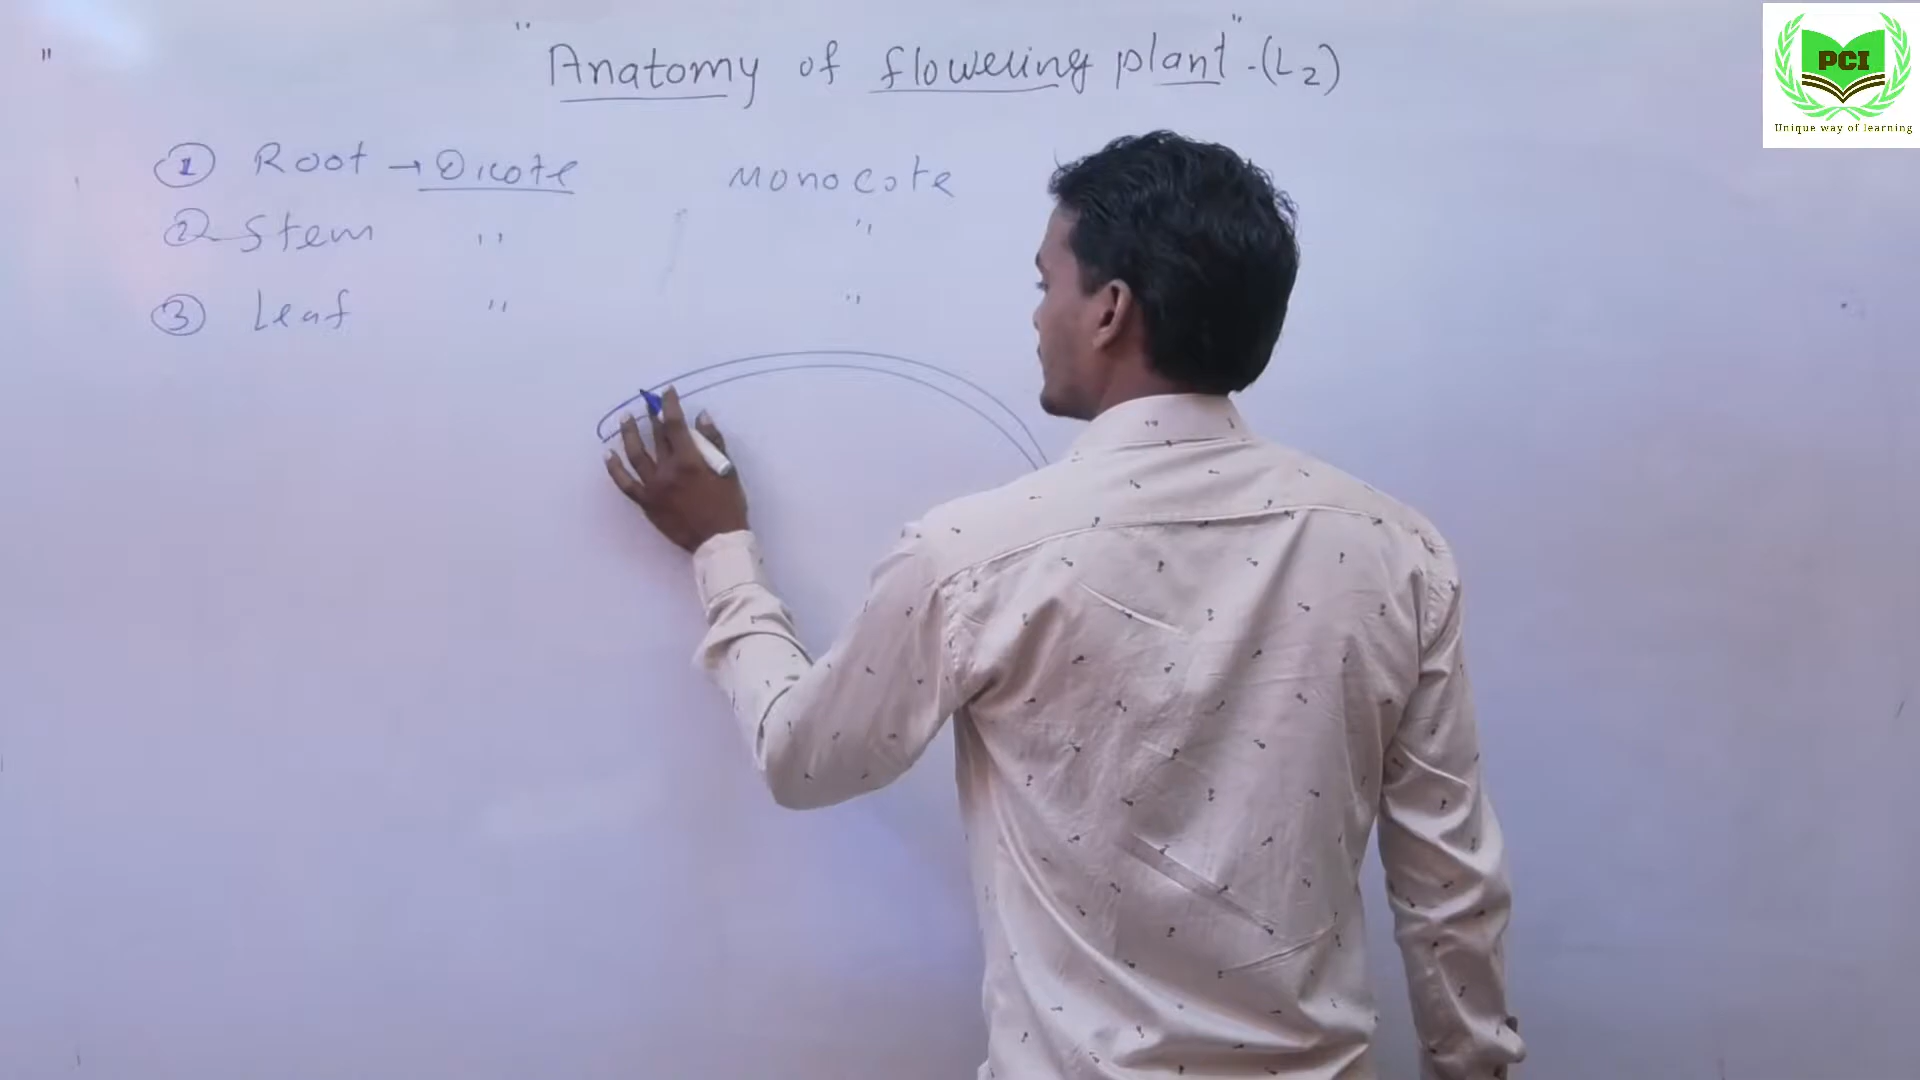 "Anatomy of flowering plant" - (L2)
1 Root → Dicote Monocote
2 Stem " "
3 Leaf " "
PCI
Unique way of learning